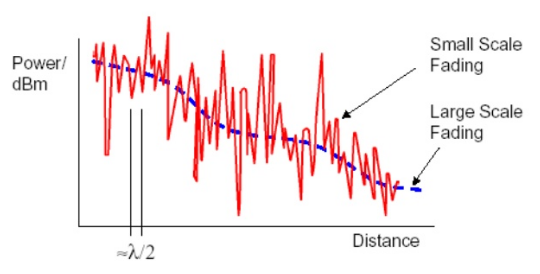 Power/
dBm
Small Scale
Fading
Large Scale
Fading
Distance
≈λ/2